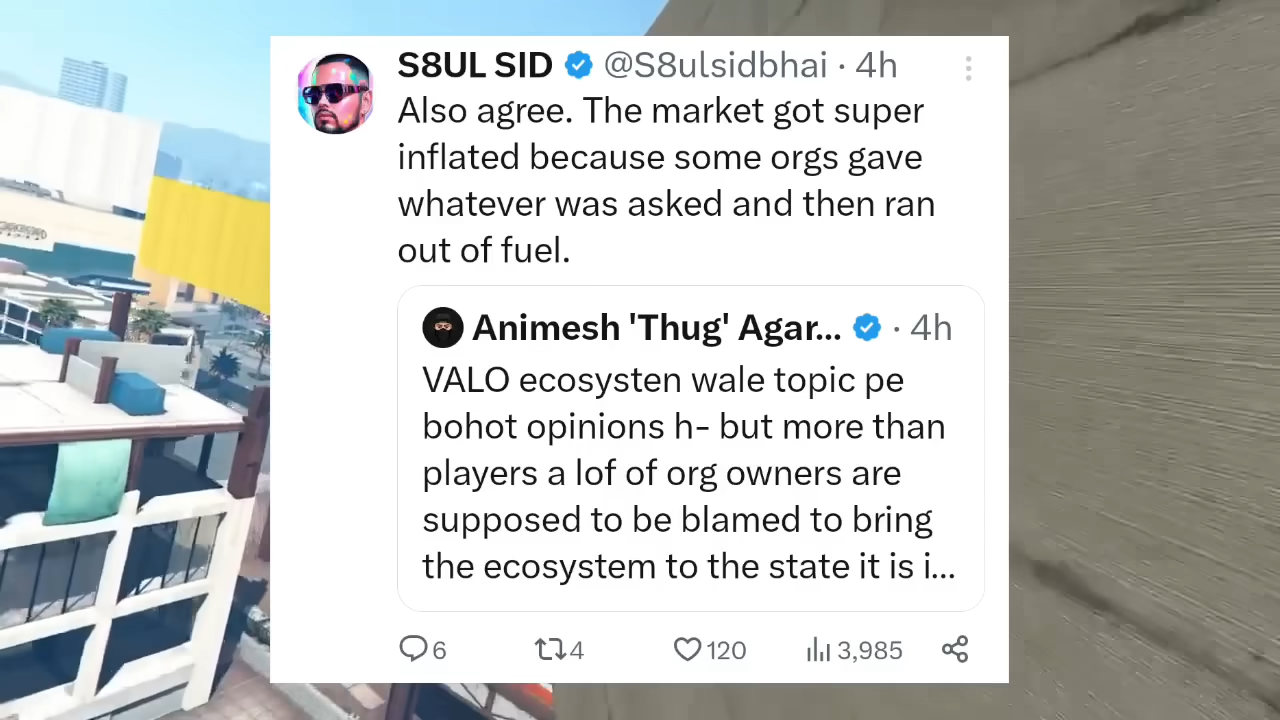 S8UL SID @S8ulsidbhai · 4h
Also agree. The market got super
inflated because some orgs gave
whatever was asked and then ran
out of fuel.
Animesh 'Thug' Agar... · 4h
VALO ecosysten wale topic pe
bohot opinions h- but more than
players a lof of org owners are
supposed to be blamed to bring
the ecosystem to the state it is i...
6 4 120 3,985